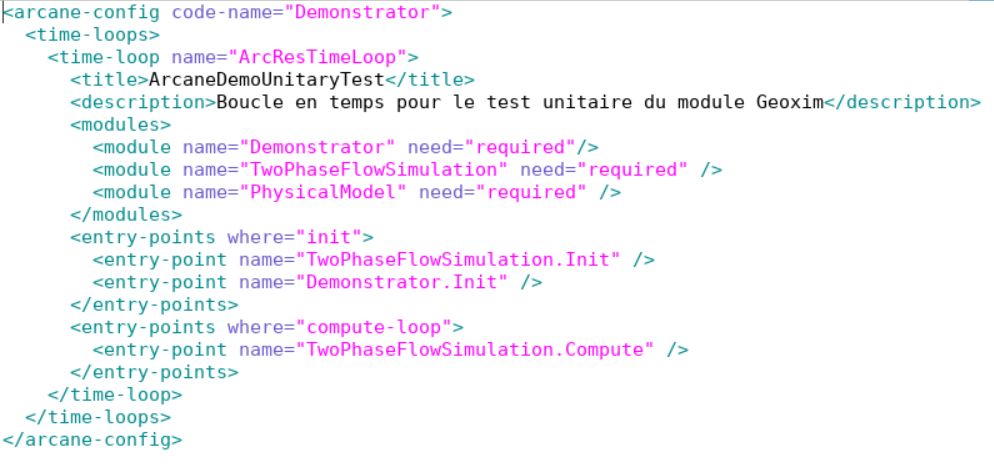 <arcane-config code-name="Demonstrator">
  <time-loops>
    <time-loop name="ArcResTimeLoop">
      <title>ArcaneDemoUnitaryTest</title>
      <description>Boucle en temps pour le test unitaire du module Geoxim</description>
      <modules>
        <module name="Demonstrator" need="required"/>
        <module name="TwoPhaseFlowSimulation" need="required" />
        <module name="PhysicalModel" need="required" />
      </modules>
      <entry-points where="init">
        <entry-point name="TwoPhaseFlowSimulation.Init" />
        <entry-point name="Demonstrator.Init" />
      </entry-points>
      <entry-points where="compute-loop">
        <entry-point name="TwoPhaseFlowSimulation.Compute" />
      </entry-points>
    </time-loop>
  </time-loops>
</arcane-config>